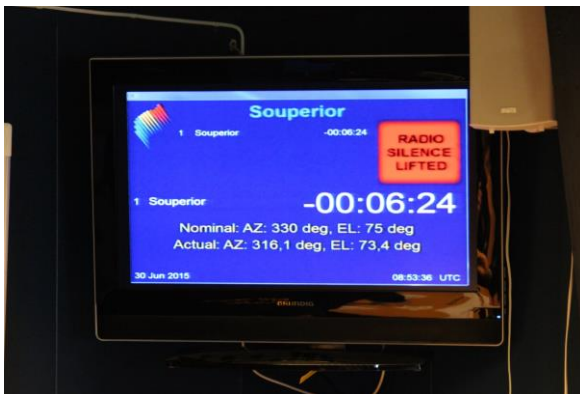 Souperior
1 Souperior -00:06:24
RADIO
SILENCE
LIFTED
1 Souperior -00:06:24
Nominal: AZ: 330 deg, EL: 75 deg
Actual: AZ: 316,1 deg, EL: 73,4 deg
30 Jun 2015 08:53:36 UTC
GRUNDIG